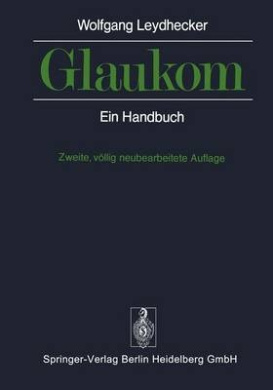 Wolfgang Leydhecker
Glaukom
Ein Handbuch
Zweite, völlig neubearbeitete Auflage
Springer-Verlag Berlin Heidelberg GmbH